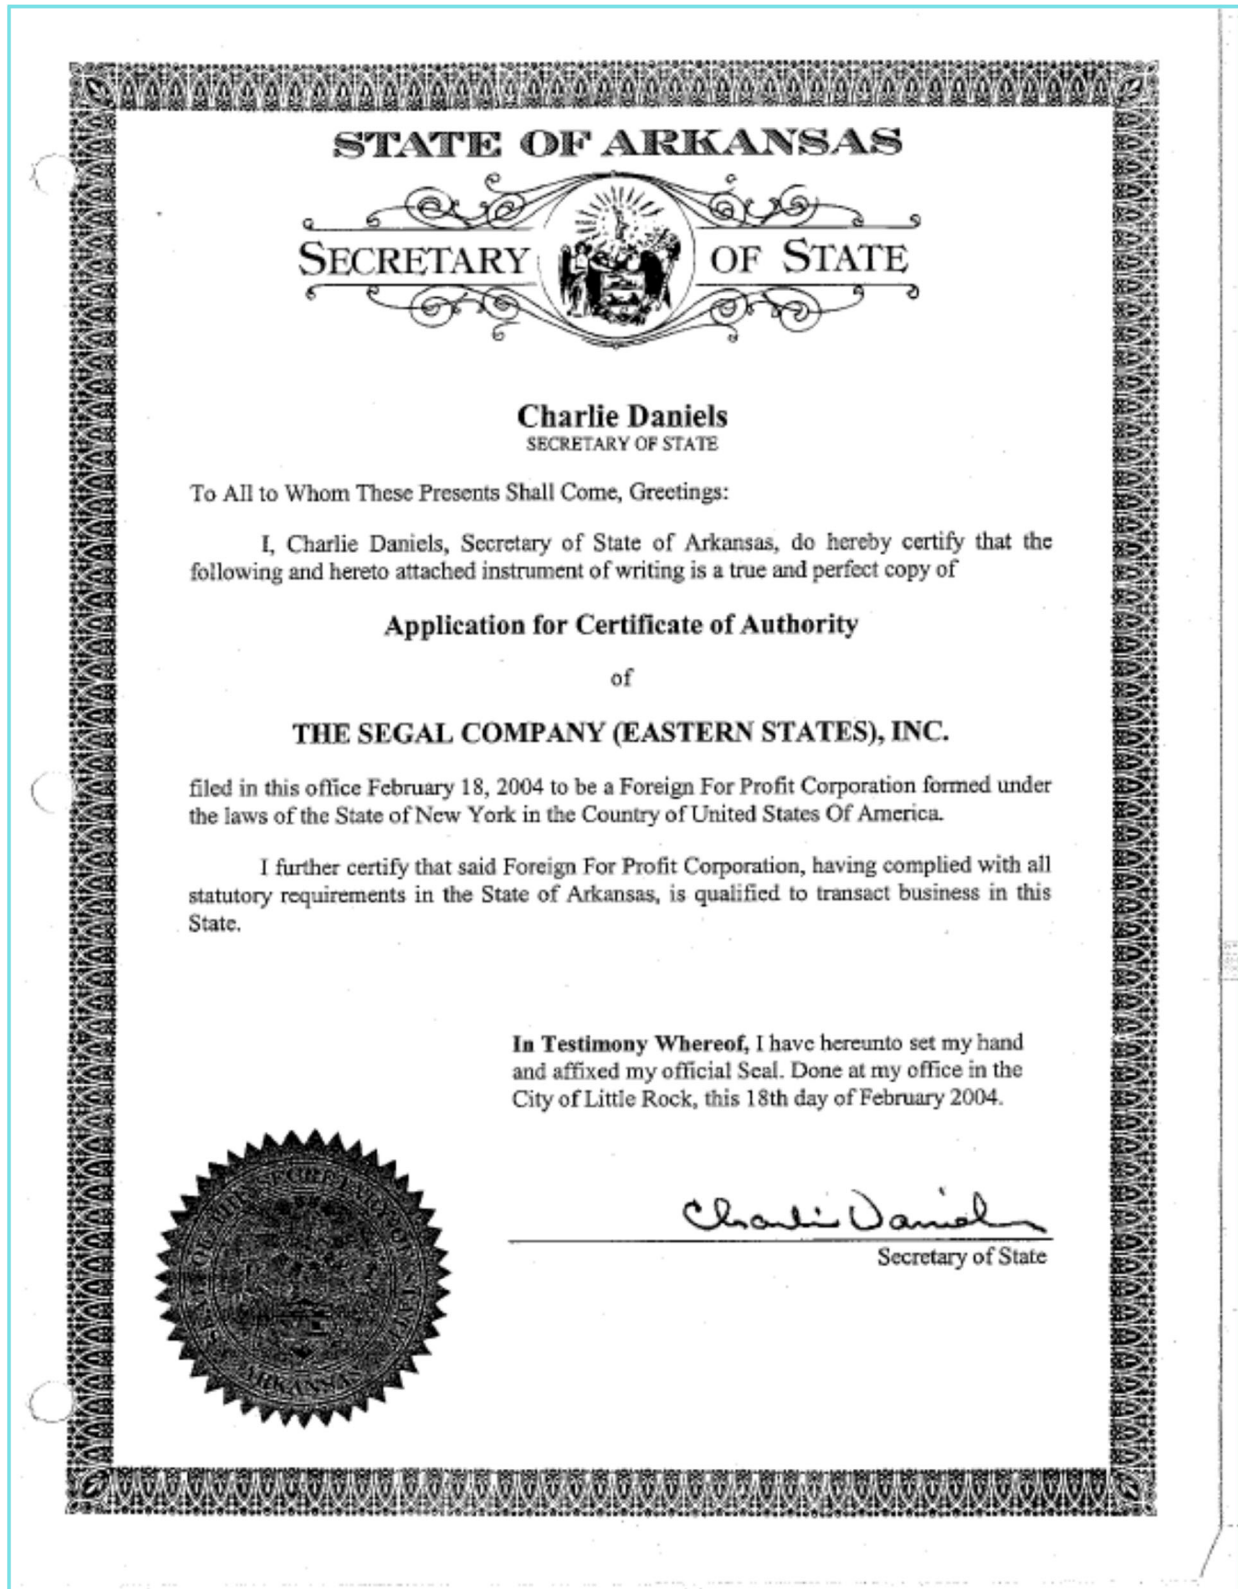 STATE OF ARKANSAS
SECRETARY OF STATE
Charlie Daniels
SECRETARY OF STATE
To All to Whom These Presents Shall Come, Greetings:
I, Charlie Daniels, Secretary of State of Arkansas, do hereby certify that the
following and hereto attached instrument of writing is a true and perfect copy of
Application for Certificate of Authority
of
THE SEGAL COMPANY (EASTERN STATES), INC.
filed in this office February 18, 2004 to be a Foreign For Profit Corporation formed under
the laws of the State of New York in the Country of United States Of America.
I further certify that said Foreign For Profit Corporation, having complied with all
statutory requirements in the State of Arkansas, is qualified to transact business in this
State.
In Testimony Whereof, I have hereunto set my hand
and affixed my official Seal. Done at my office in the
City of Little Rock, this 18th day of February 2004.
Charlie Daniels
Secretary of State
SEAL OF THE SECRETARY OF STATE
ARKANSAS